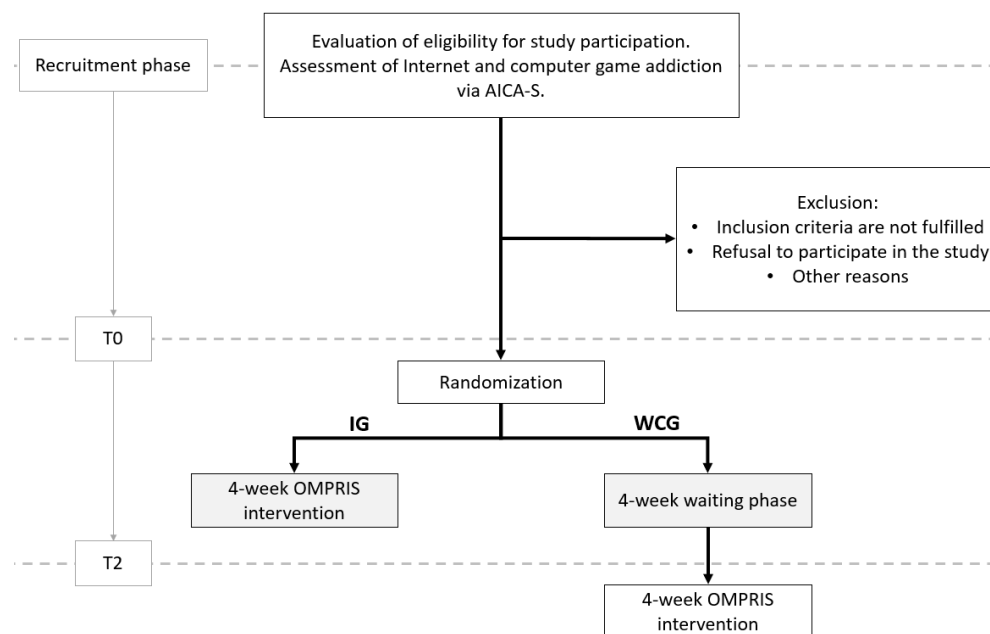 Recruitment phase
Evaluation of eligibility for study participation.
Assessment of Internet and computer game addiction
via AICA-S.
Exclusion:
• Inclusion criteria are not fulfilled
• Refusal to participate in the study
• Other reasons
T0
Randomization
IG
WCG
4-week OMPRIS
intervention
4-week waiting phase
T2
4-week OMPRIS
intervention